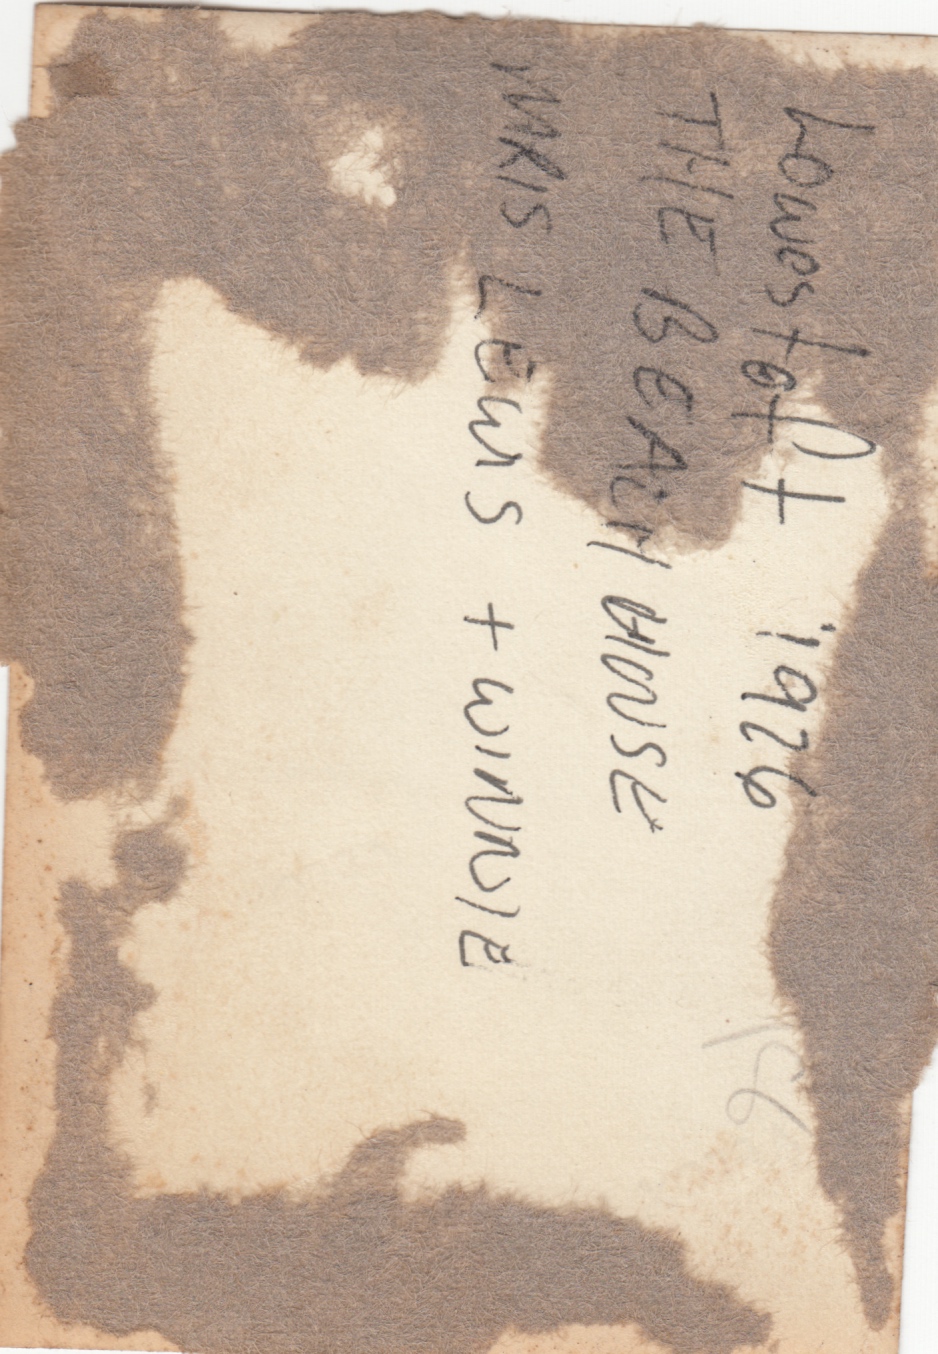 Lowestoft 1926
THE BEACH HOUSE
MRS LEWIS + WINNIE